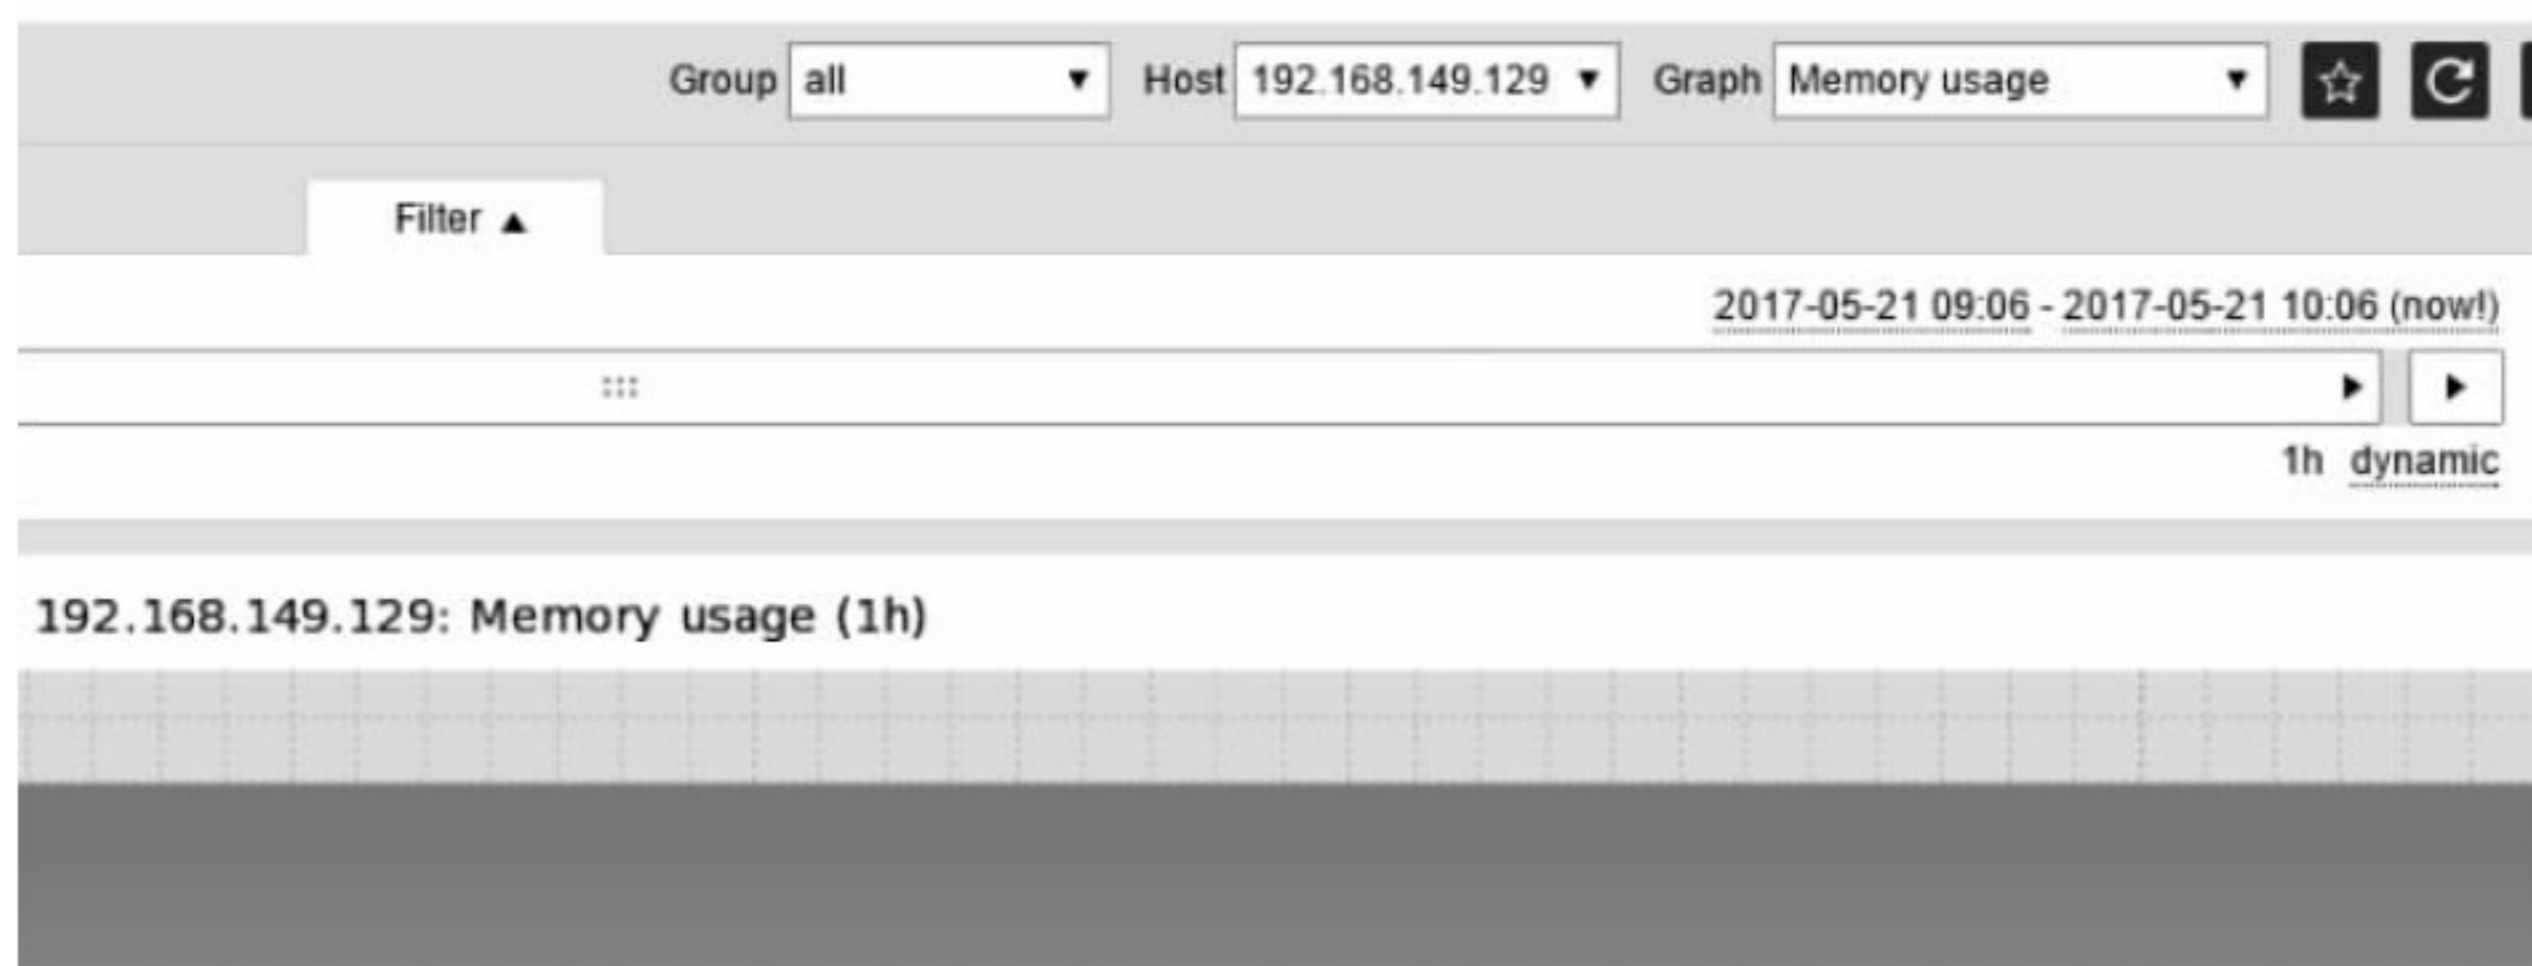 Group all Host 192.168.149.129 Graph Memory usage
Filter
2017-05-21 09:06 - 2017-05-21 10:06 (now!)
1h dynamic
192.168.149.129: Memory usage (1h)